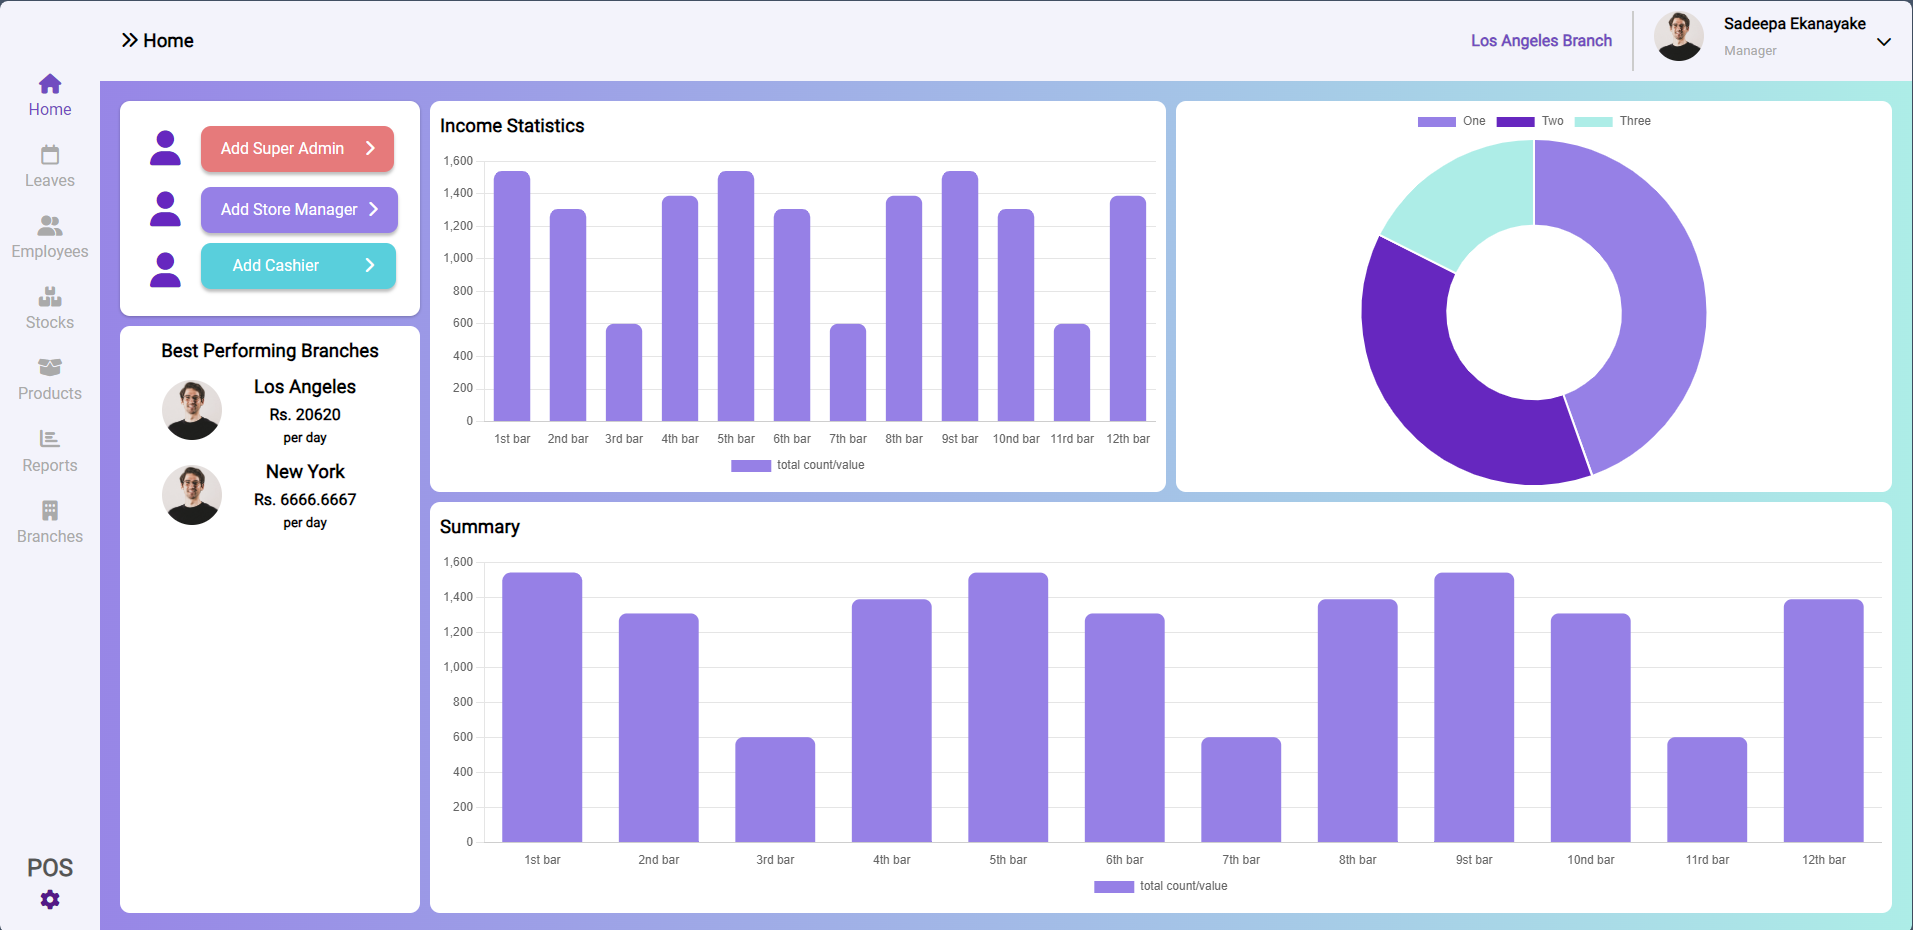 Home
Los Angeles Branch
Sadeepa Ekanayake
Manager
Home
Leaves
Employees
Stocks
Products
Reports
Branches
POS
Add Super Admin
Add Store Manager
Add Cashier
Best Performing Branches
Los Angeles
Rs. 20620
per day
New York
Rs. 6666.6667
per day
Income Statistics
1,600
1,400
1,200
1,000
800
600
400
200
0
1st bar 2nd bar 3rd bar 4th bar 5th bar 6th bar 7th bar 8th bar 9st bar 10nd bar 11rd bar 12th bar
total count/value
One Two Three
Summary
1,600
1,400
1,200
1,000
800
600
400
200
0
1st bar 2nd bar 3rd bar 4th bar 5th bar 6th bar 7th bar 8th bar 9st bar 10nd bar 11rd bar 12th bar
total count/value